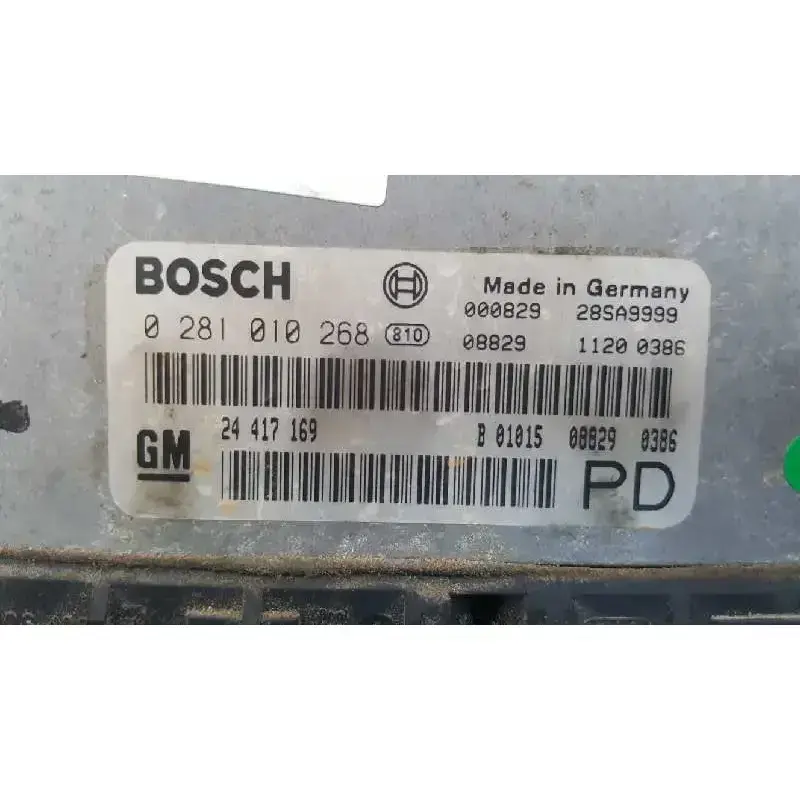 BOSCH
Made in Germany
000829 28SA9999
0 281 010 268 810
08829 1120 0386
24 417 169 B 01015 08829 0386
GM
PD